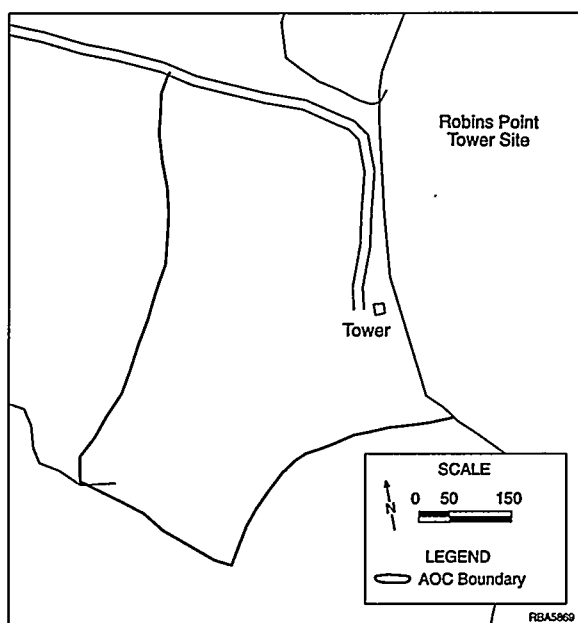 Robins Point
Tower Site
Tower
SCALE
N
0 50 150
LEGEND
AOC Boundary
RBA5869